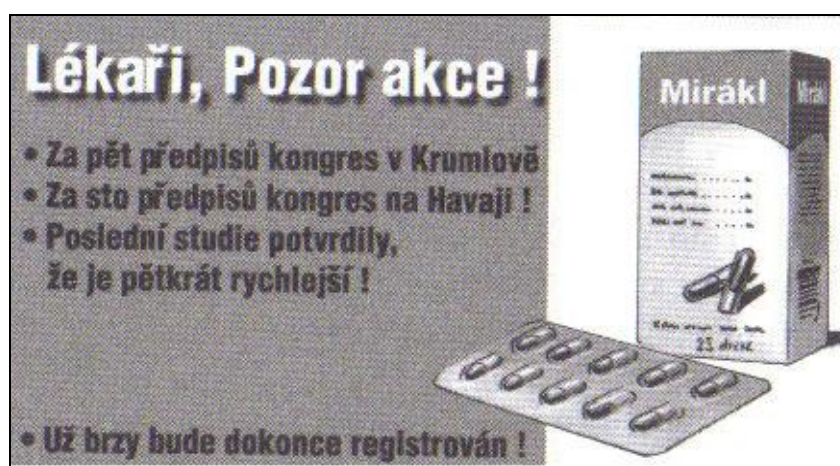 Lékaři, Pozor akce !
• Za pět předpisů kongres v Krumlově
• Za sto předpisů kongres na Havaji !
• Poslední studie potvrdily,
že je pětkrát rychlejší !
• Už brzy bude dokonce registrován !
Mirákl
Mirákl